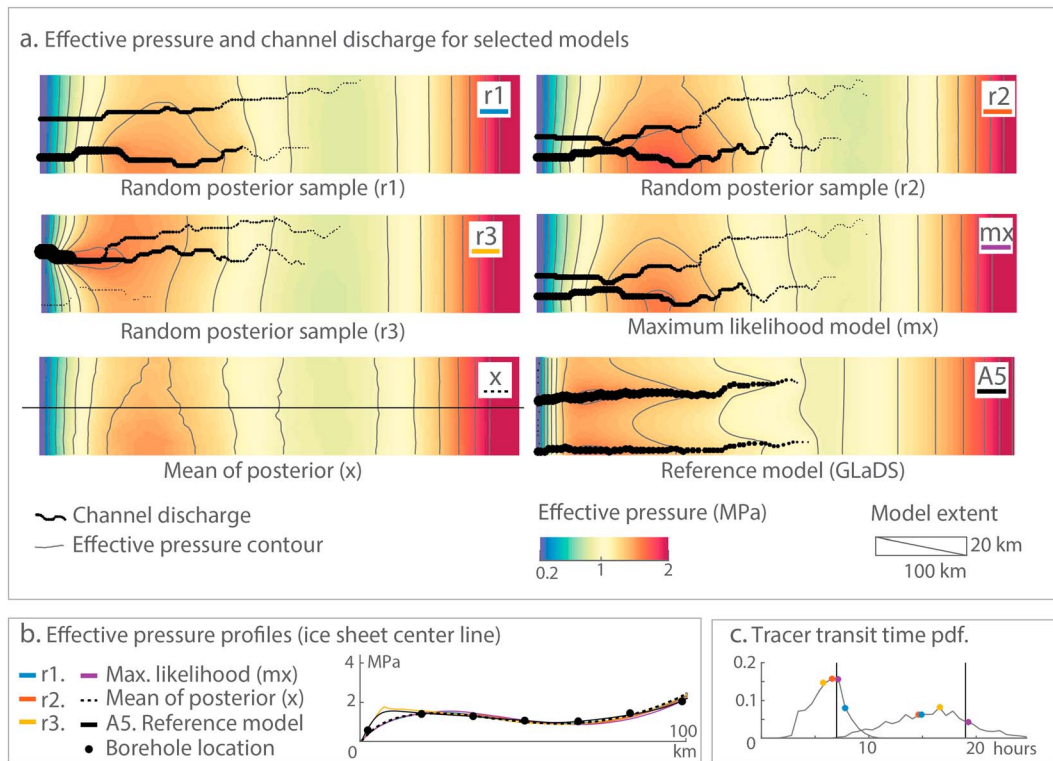 a. Effective pressure and channel discharge for selected models
r1
r2
Random posterior sample (r1)
Random posterior sample (r2)
r3
mx
Random posterior sample (r3)
Maximum likelihood model (mx)
x
A5
Mean of posterior (x)
Reference model (GLaDS)
Channel discharge
Effective pressure contour
Effective pressure (MPa)
0.2 1 2
Model extent
20 km
100 km
b. Effective pressure profiles (ice sheet center line)
r1. Max. likelihood (mx)
r2. Mean of posterior (x)
r3. A5. Reference model
Borehole location
4 MPa
2
0
100
km
c. Tracer transit time pdf.
0.2
0.1
0
10
20 hours